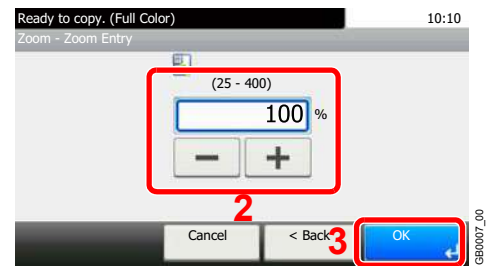 Ready to copy. (Full Color) 10:10
Zoom - Zoom Entry
(25 - 400)
100 %
− +
2
Cancel < Back 3 OK
GB0007_00